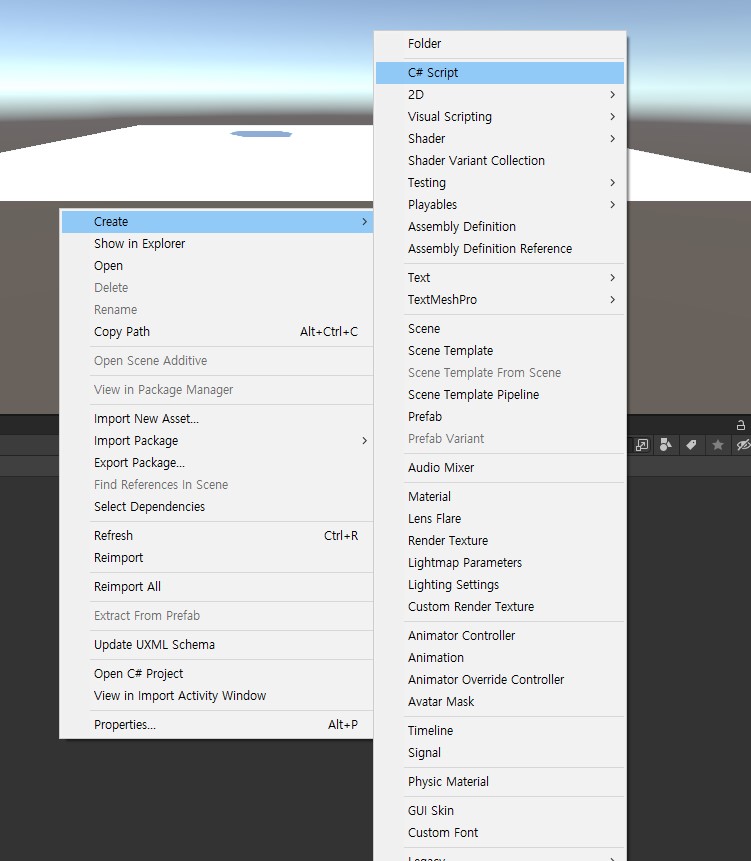 Create
Show in Explorer
Open
Delete
Rename
Copy Path Alt+Ctrl+C
Open Scene Additive
View in Package Manager
Import New Asset...
Import Package
Export Package...
Find References In Scene
Select Dependencies
Refresh Ctrl+R
Reimport
Reimport All
Extract From Prefab
Update UXML Schema
Open C# Project
View in Import Activity Window
Properties... Alt+P
Folder
C# Script
2D
Visual Scripting
Shader
Shader Variant Collection
Testing
Playables
Assembly Definition
Assembly Definition Reference
Text
TextMeshPro
Scene
Scene Template
Scene Template From Scene
Scene Template Pipeline
Prefab
Prefab Variant
Audio Mixer
Material
Lens Flare
Render Texture
Lightmap Parameters
Lighting Settings
Custom Render Texture
Animator Controller
Animation
Animator Override Controller
Avatar Mask
Timeline
Signal
Physic Material
GUI Skin
Custom Font
Legacy